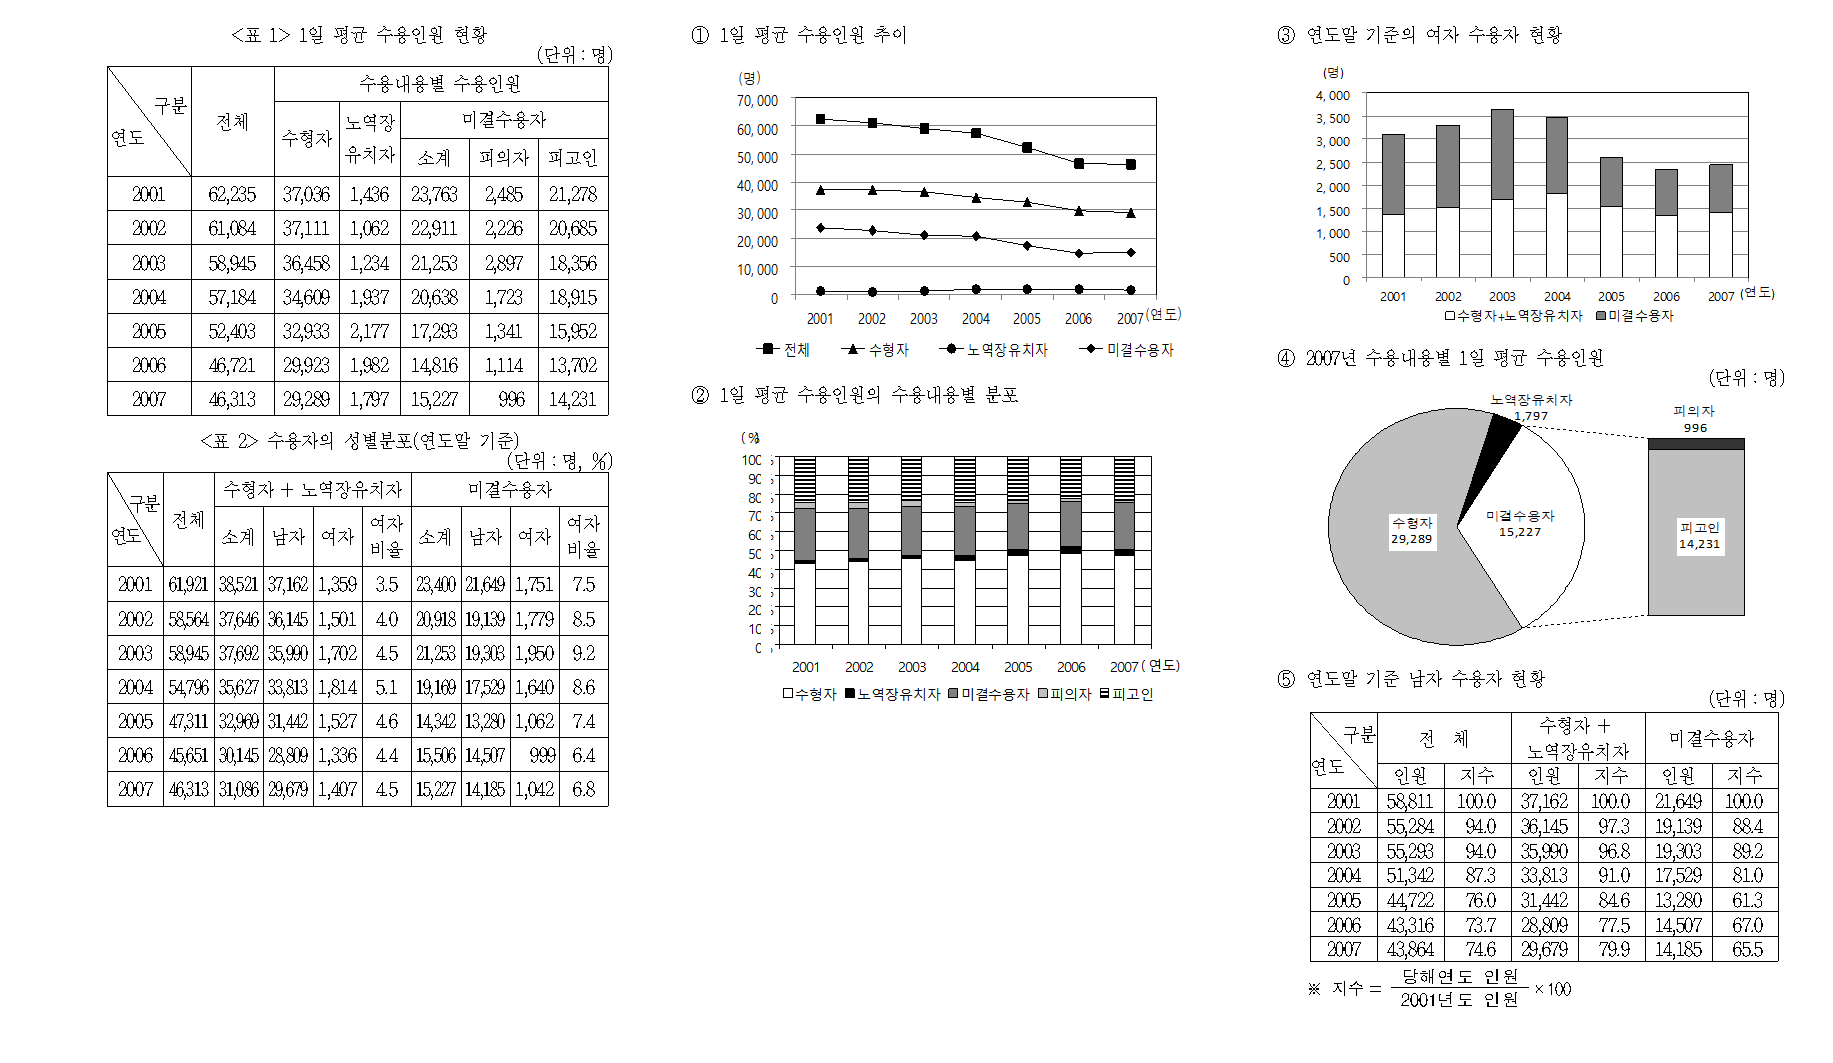 <표 1> 1일 평균 수용인원 현황
(단위 : 명)
구분
연도
전체
수용내용별 수용인원
수형자
노역장
유치자
미결수용자
소계 피의자 피고인
2001 62,235 37,036 1,436 23,763 2,485 21,278
2002 61,084 37,111 1,062 22,911 2,226 20,685
2003 58,945 36,458 1,234 21,253 2,897 18,356
2004 57,184 34,609 1,937 20,638 1,723 18,915
2005 52,403 32,933 2,177 17,293 1,341 15,952
2006 46,721 29,923 1,982 14,816 1,114 13,702
2007 46,313 29,289 1,797 15,227 996 14,231
<표 2> 수용자의 성별분포(연도말 기준)
(단위 : 명, %)
구분
연도
전체
수형자 + 노역장유치자 미결수용자
소계 남자 여자 여자
비율
소계 남자 여자 여자
비율
2001 61,921 38,521 37,162 1,359 3.5 23,400 21,649 1,751 7.5
2002 58,564 37,646 36,145 1,501 4.0 20,918 19,139 1,779 8.5
2003 58,945 37,692 35,990 1,702 4.5 21,253 19,303 1,950 9.2
2004 54,796 35,627 33,813 1,814 5.1 19,169 17,529 1,640 8.6
2005 47,311 32,969 31,442 1,527 4.6 14,342 13,280 1,062 7.4
2006 45,651 30,145 28,809 1,336 4.4 15,506 14,507 999 6.4
2007 46,313 31,086 29,679 1,407 4.5 15,227 14,185 1,042 6.8
① 1일 평균 수용인원 추이
(명)
70,000
60,000
50,000
40,000
30,000
20,000
10,000
0
2001 2002 2003 2004 2005 2006 2007 (연도)
전체 수형자 노역장유치자 미결수용자
② 1일 평균 수용인원의 수용내용별 분포
(%)
100%
90%
80%
70%
60%
50%
40%
30%
20%
10%
0%
2001 2002 2003 2004 2005 2006 2007 (연도)
수형자 노역장유치자 미결수용자 피의자 피고인
③ 연도말 기준의 여자 수용자 현황
(명)
4,000
3,500
3,000
2,500
2,000
1,500
1,000
500
0
2001 2002 2003 2004 2005 2006 2007 (연도)
수형자+노역장유치자 미결수용자
④ 2007년 수용내용별 1일 평균 수용인원
(단위 : 명)
노역장유치자
1,797
피의자
996
수형자
29,289
미결수용자
15,227
피고인
14,231
⑤ 연도말 기준 남자 수용자 현황
(단위 : 명)
구분
연도
전 체
수형자 +
노역장유치자
미결수용자
인원 지수 인원 지수 인원 지수
2001 58,811 100.0 37,162 100.0 21,649 100.0
2002 55,284 94.0 36,145 97.3 19,139 88.4
2003 55,293 94.0 35,990 96.8 19,303 89.2
2004 51,342 87.3 33,813 91.0 17,529 81.0
2005 44,722 76.0 31,442 84.6 13,280 61.3
2006 43,316 73.7 28,809 77.5 14,507 67.0
2007 43,864 74.6 29,679 79.9 14,185 65.5
당해연도 인원
※ 지수 = ×100
2001년도 인원